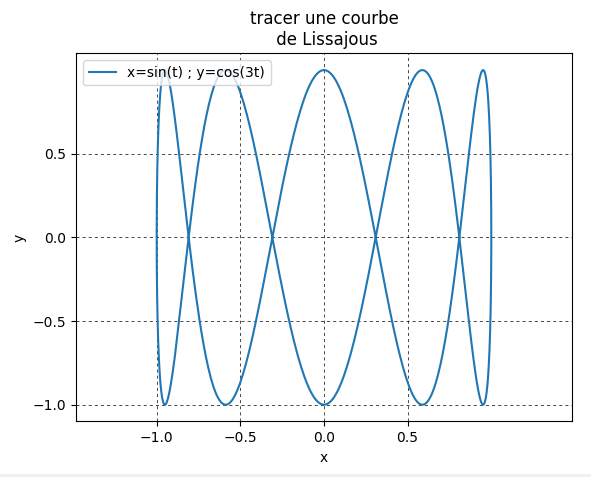 tracer une courbe
de Lissajous
x=sin(t) ; y=cos(3t)
0.5
0.0
−0.5
−1.0
y
−1.0 −0.5 0.0 0.5
x